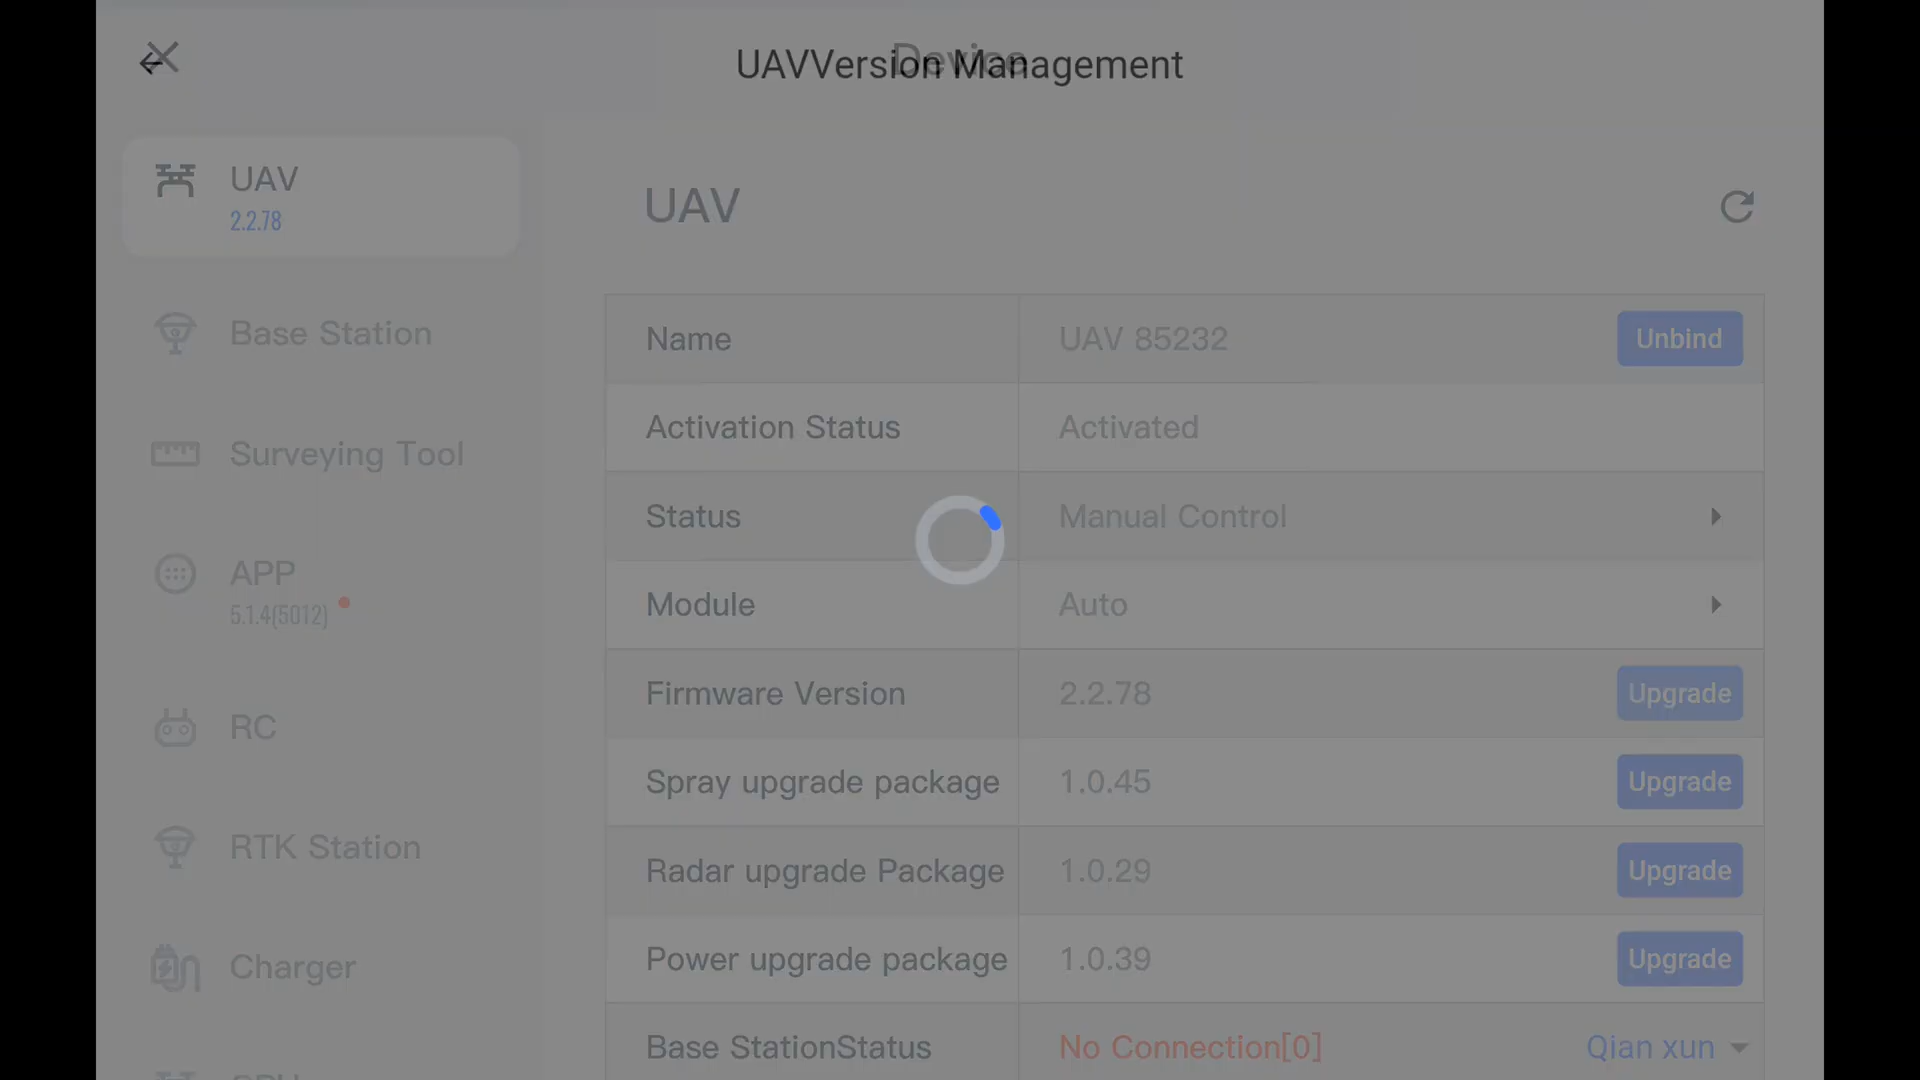 UAVVersion Management
Device
UAV
2.2.78
Base Station
Surveying Tool
APP
5.1.4(5012)
RC
RTK Station
Charger
UAV
Name
UAV 85232
Unbind
Activation Status
Activated
Status
Manual Control
Module
Auto
Firmware Version
2.2.78
Upgrade
Spray upgrade package
1.0.45
Upgrade
Radar upgrade Package
1.0.29
Upgrade
Power upgrade package
1.0.39
Upgrade
Base StationStatus
No Connection[0]
Qian xun